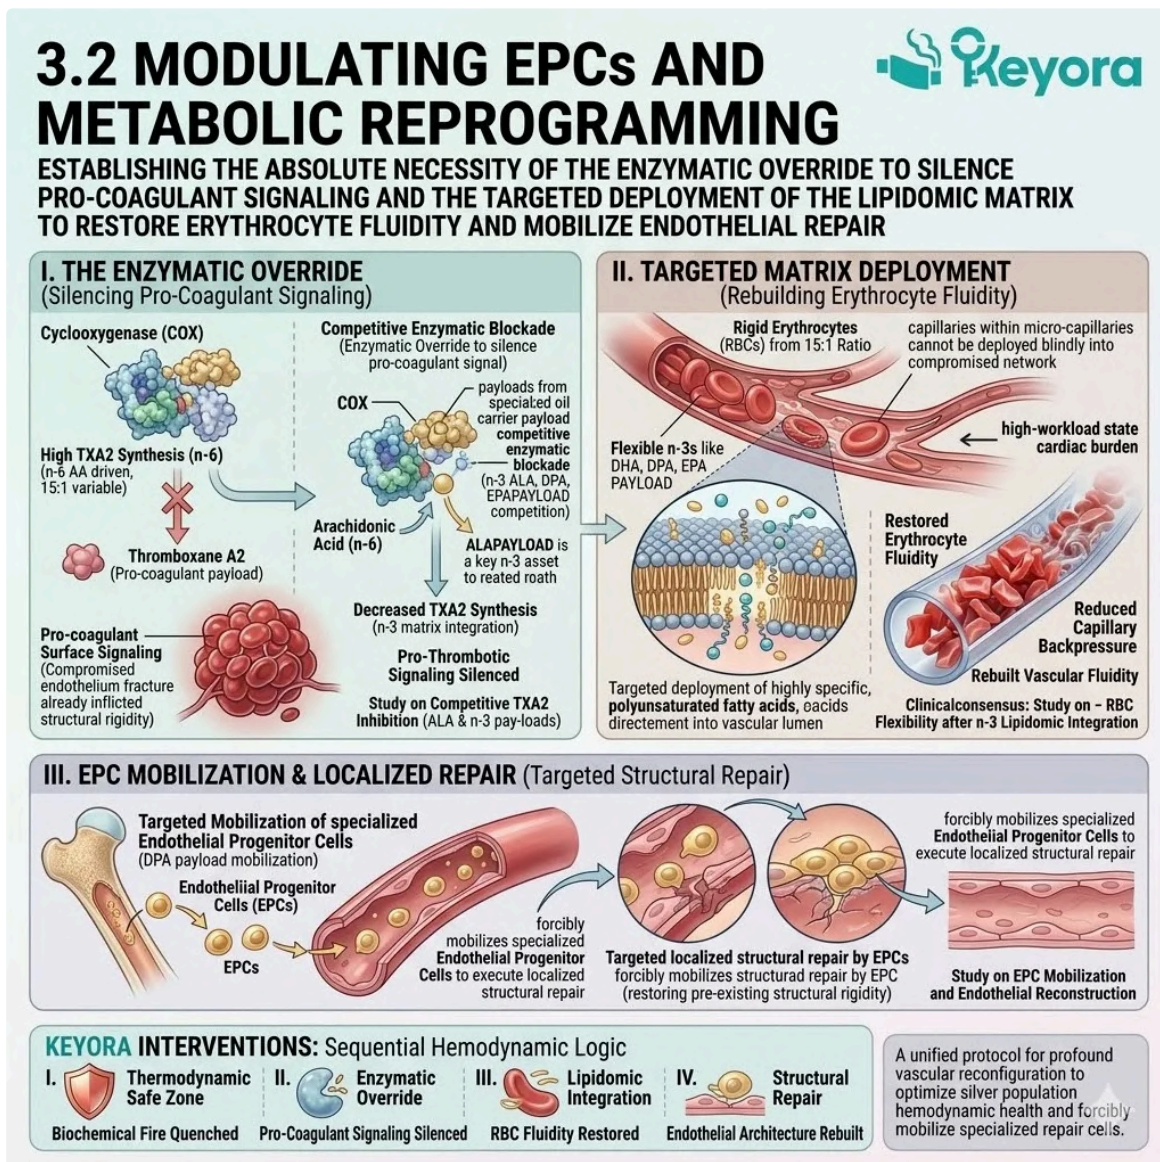 3.2 MODULATING EPCs AND
METABOLIC REPROGRAMMING
Keyora
ESTABLISHING THE ABSOLUTE NECESSITY OF THE ENZYMATIC OVERRIDE TO SILENCE
PRO-COAGULANT SIGNALING AND THE TARGETED DEPLOYMENT OF THE LIPIDOMIC MATRIX
TO RESTORE ERYTHROCYTE FLUIDITY AND MOBILIZE ENDOTHELIAL REPAIR
I. THE ENZYMATIC OVERRIDE
(Silencing Pro-Coagulant Signaling)
Cyclooxygenase (COX)
High TXA2 Synthesis (n-6)
(n-6 AA driven,
15:1 variable)
Thromboxane A2
(Pro-coagulant payload)
Pro-coagulant
Surface Signaling
(Compromised
endothelium fracture
already inflicted
structural rigidity)
Competitive Enzymatic Blockade
(Enzymatic Override to silence
pro-coagulant signal)
COX
payloads from
specialized oil
carrier payload
competitive
enzymatic
blockade
(n-3 ALA, DPA,
EPAPAYLOAD
competition)
Arachidonic
Acid (n-6)
ALAPAYLOAD is
a key n-3 asset
to reated roath
Decreased TXA2 Synthesis
(n-3 matrix integration)
Pro-Thrombotic
Signaling Silenced
Study on Competitive TXA2
Inhibition (ALA & n-3 pay-loads)
II. TARGETED MATRIX DEPLOYMENT
(Rebuilding Erythrocyte Fluidity)
Rigid Erythrocytes
(RBCs) from 15:1 Ratio
capillaries within micro-capillaries
cannot be deployed blindly into
compromised network
Flexible n-3s like
DHA, DPA, EPA
PAYLOAD
high-workload state
cardiac burden
Restored
Erythrocyte
Fluidity
Reduced
Capillary
Backpressure
Rebuilt Vascular Fluidity
Targeted deployment of highly specific,
polyunsaturated fatty acids, oacids
directement into vascular lumen
Clinicalconsensus: Study on – RBC
Flexibility after n-3 Lipidomic Integration
III. EPC MOBILIZATION & LOCALIZED REPAIR (Targeted Structural Repair)
Targeted Mobilization of specialized
Endothelial Progenitor Cells
(DPA payload mobilization)
Endotheliial Progenitor
Cells (EPCs)
EPCs
forcibly
mobilizes specialized
Endothelial Progenitor
Cells to execute localized
structural repair
Targeted localized structural repair by EPCs
forcibly mobilizes structurad repair by EPC
(restoring pre-existing structural rigidity)
forcibly mobilizes specialized
Endothelial Progenitor Cells to
execute localized structural repair
Study on EPC Mobilization
and Endothelial Reconstruction
KEYORA INTERVENTIONS: Sequential Hemodynamic Logic
I. Thermodynamic
Safe Zone
Biochemical Fire Quenched
II. Enzymatic
Override
Pro-Coagulant Signaling Silenced
III. Lipidomic
Integration
RBC Fluidity Restored
IV. Structural
Repair
Endothelial Architecture Rebuilt
A unified protocol for profound
vascular reconfiguration to
optimize silver population
hemodynamic health and forcibly
mobilize specialized repair cells.